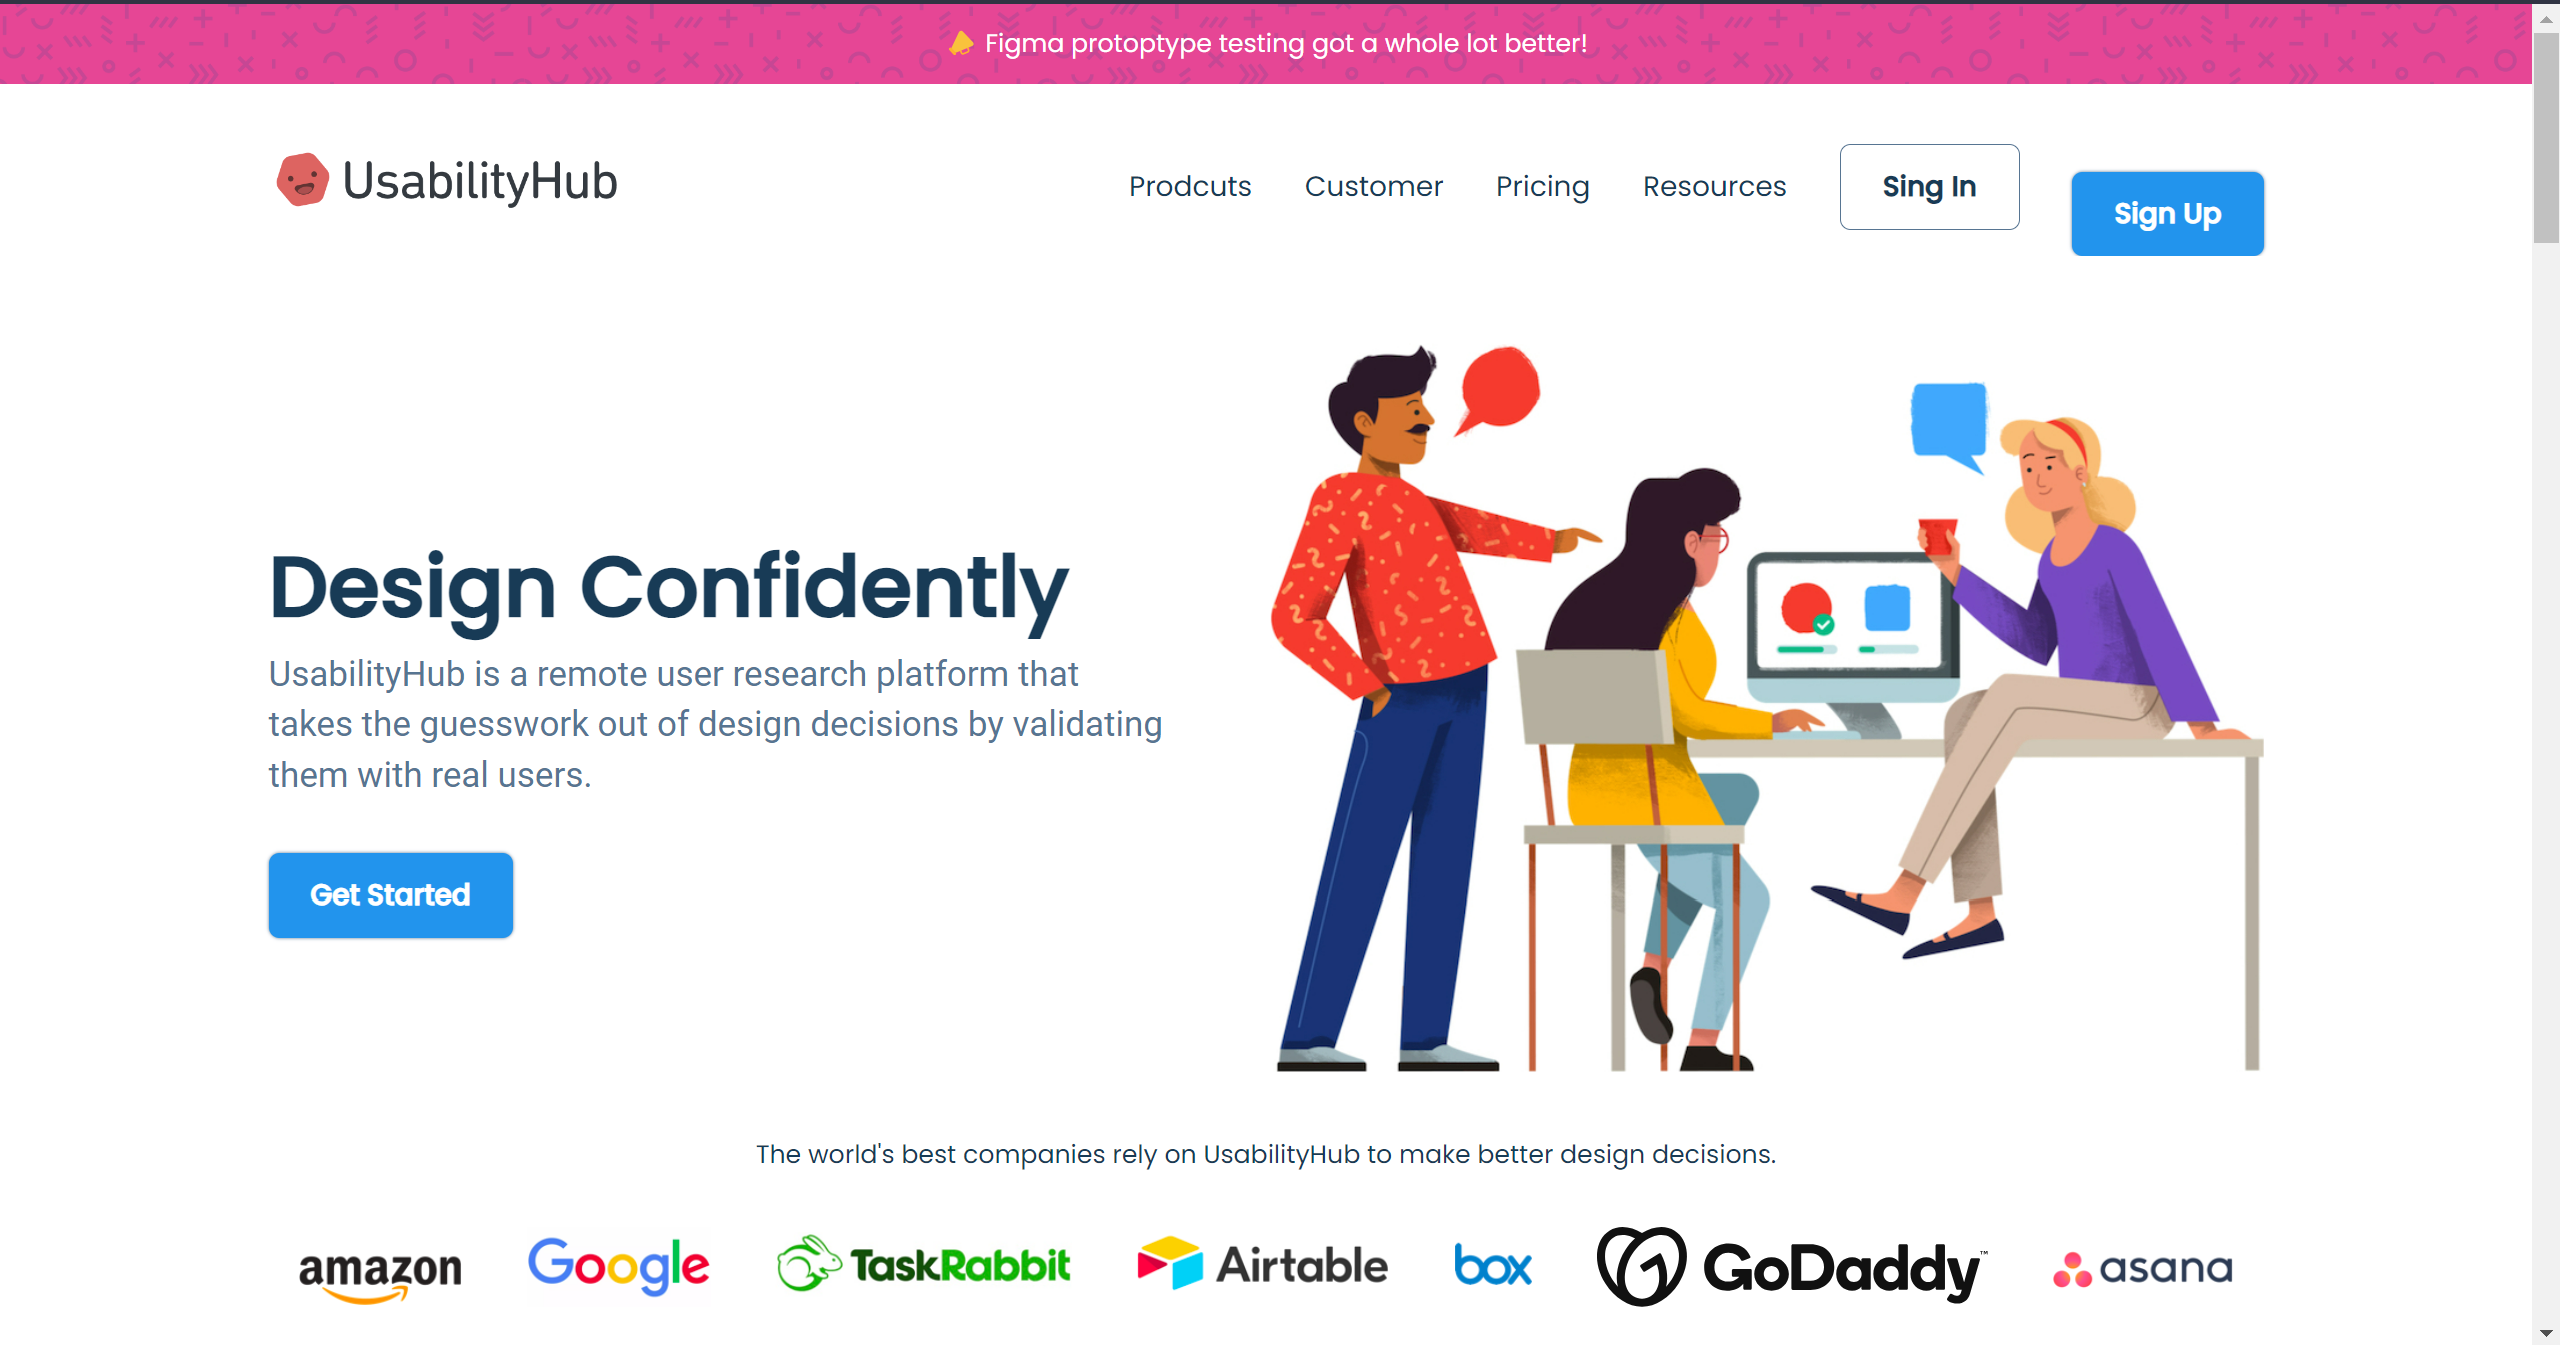 Figma protoptype testing got a whole lot better!
UsabilityHub
Prodcuts
Customer
Pricing
Resources
Sing In
Sign Up
Design Confidently
UsabilityHub is a remote user research platform that
takes the guesswork out of design decisions by validating
them with real users.
Get Started
The world's best companies rely on UsabilityHub to make better design decisions.
amazon
Google
TaskRabbit
Airtable
box
GoDaddy™
asana